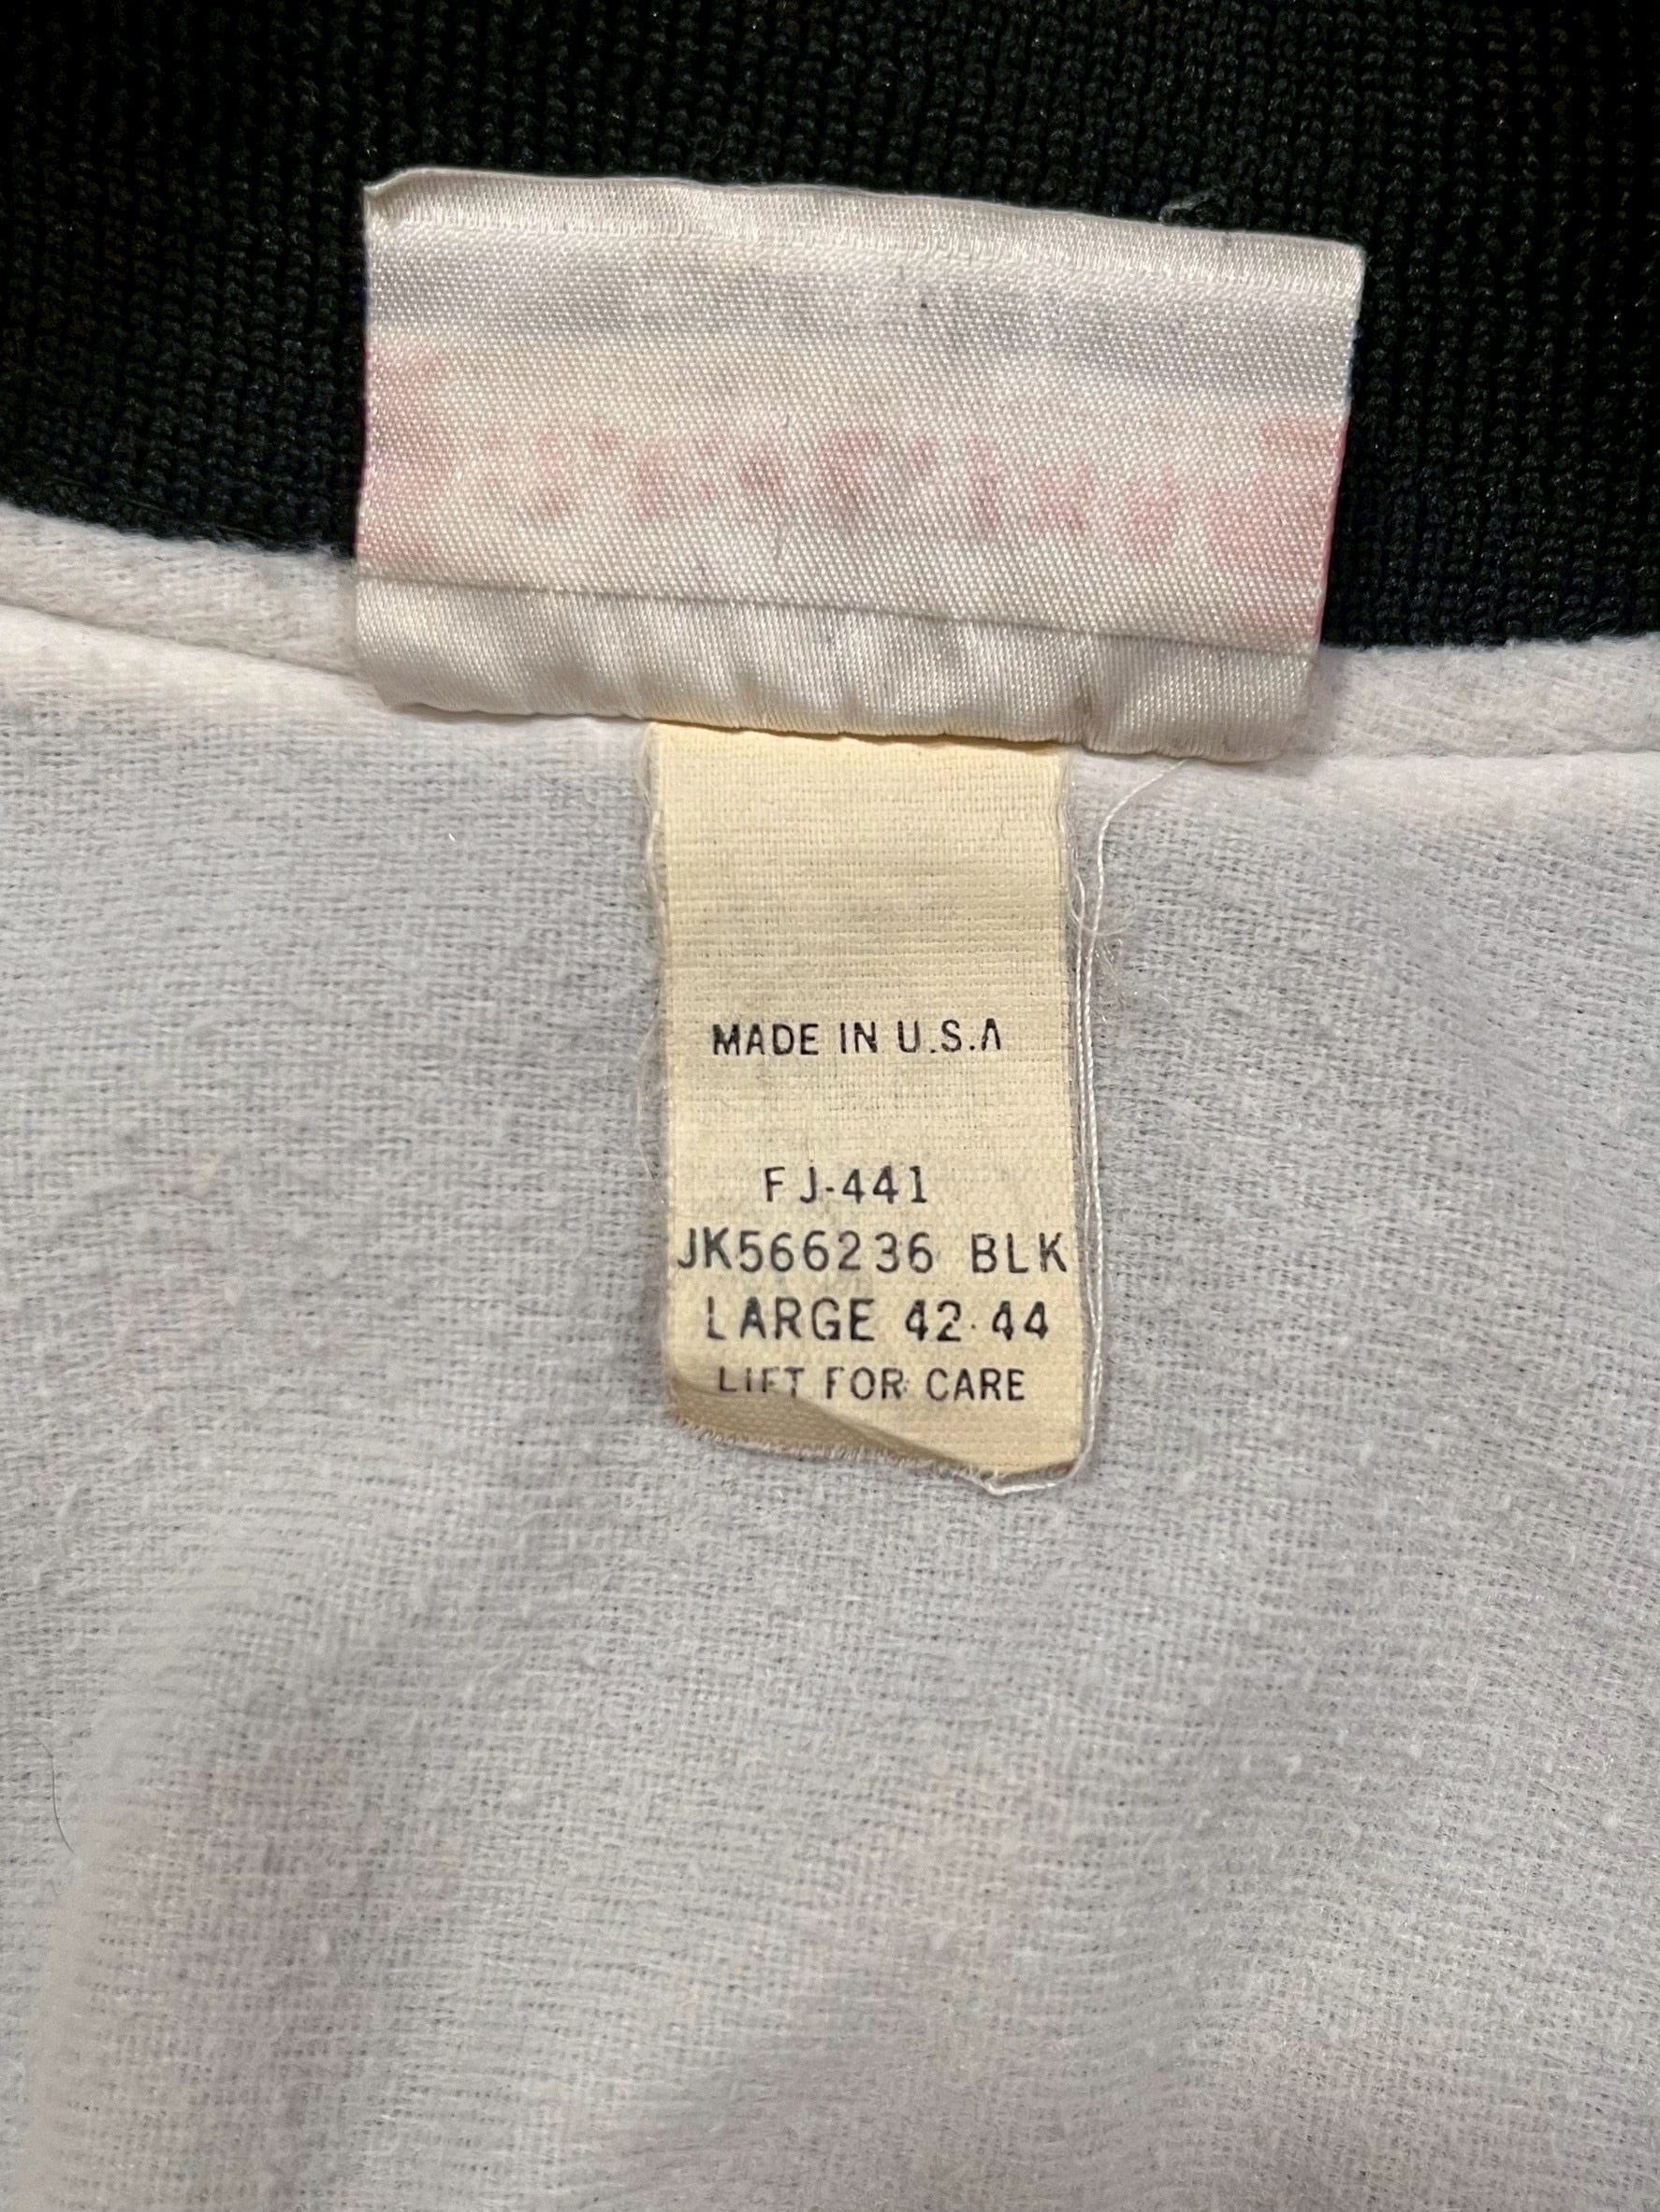 MADE IN U.S.A
FJ-441
JK566236 BLK
LARGE 42-44
LIFT FOR CARE